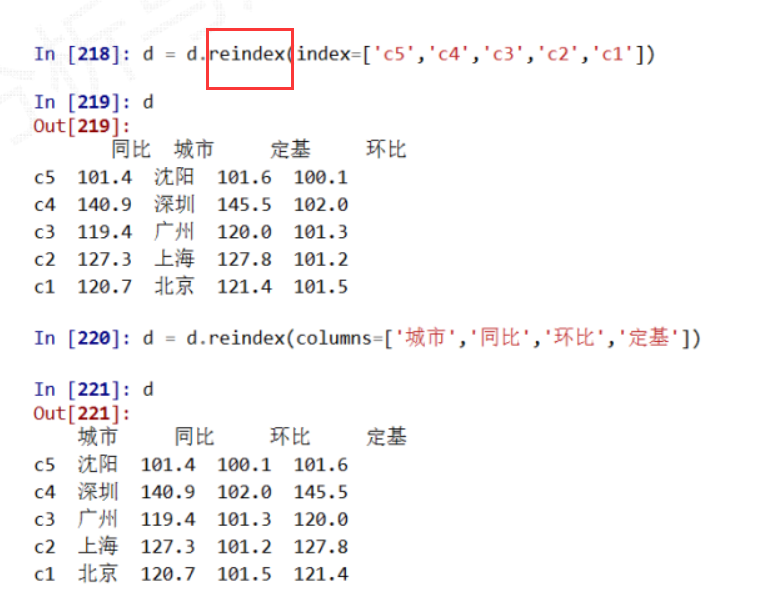 In [218]: d = d.reindex(index=['c5','c4','c3','c2','c1'])
In [219]: d
Out[219]:
同比 城市 定基 环比
c5 101.4 沈阳 101.6 100.1
c4 140.9 深圳 145.5 102.0
c3 119.4 广州 120.0 101.3
c2 127.3 上海 127.8 101.2
c1 120.7 北京 121.4 101.5
In [220]: d = d.reindex(columns=['城市','同比','环比','定基'])
In [221]: d
Out[221]:
城市 同比 环比 定基
c5 沈阳 101.4 100.1 101.6
c4 深圳 140.9 102.0 145.5
c3 广州 119.4 101.3 120.0
c2 上海 127.3 101.2 127.8
c1 北京 120.7 101.5 121.4